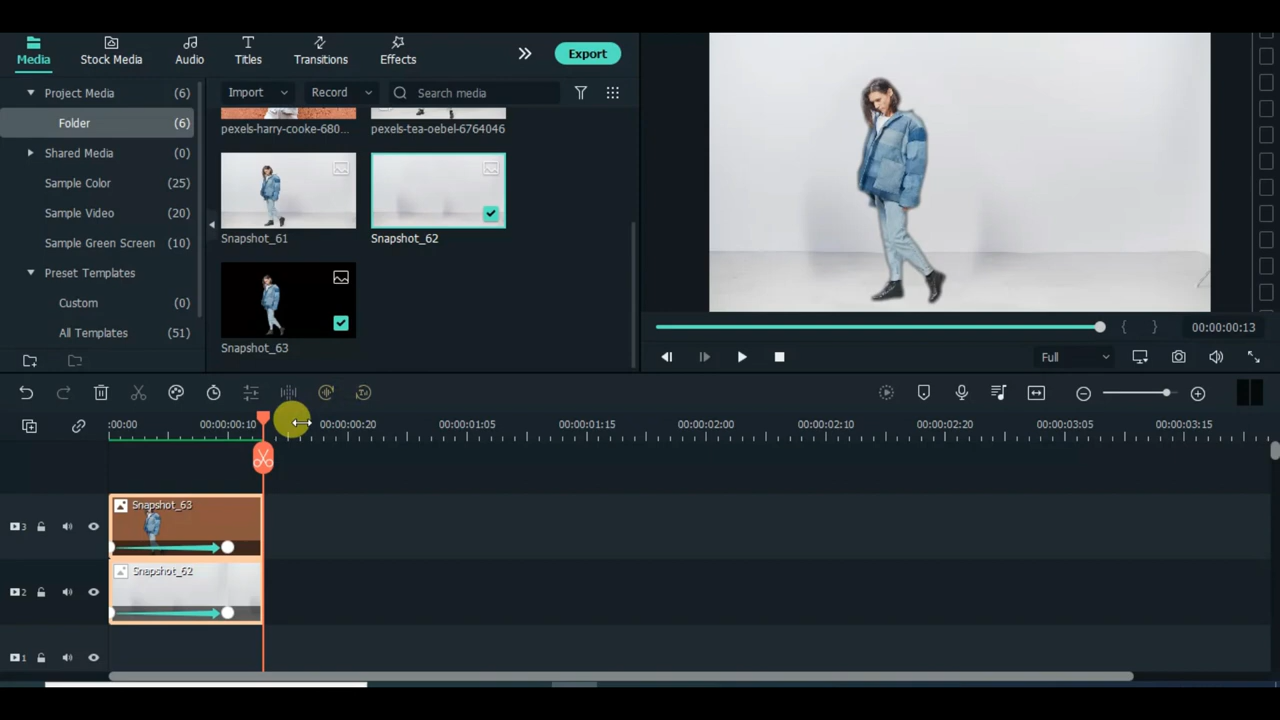 Media
Stock Media
Audio
Titles
Transitions
Effects
Export
Project Media (6)
Folder (6)
Shared Media (0)
Sample Color (25)
Sample Video (20)
Sample Green Screen (10)
Preset Templates
Custom (0)
All Templates (51)
Import
Record
Search media
pexels-harry-cooke-680...
pexels-tea-oebel-6764046
Snapshot_61
Snapshot_62
Snapshot_63
00:00:00:13
Full
:00:00
00:00:00:10
00:00:00:20
00:00:01:05
00:00:01:15
00:00:02:00
00:00:02:10
00:00:02:20
00:00:03:05
00:00:03:15
3
Snapshot_63
2
Snapshot_62
1